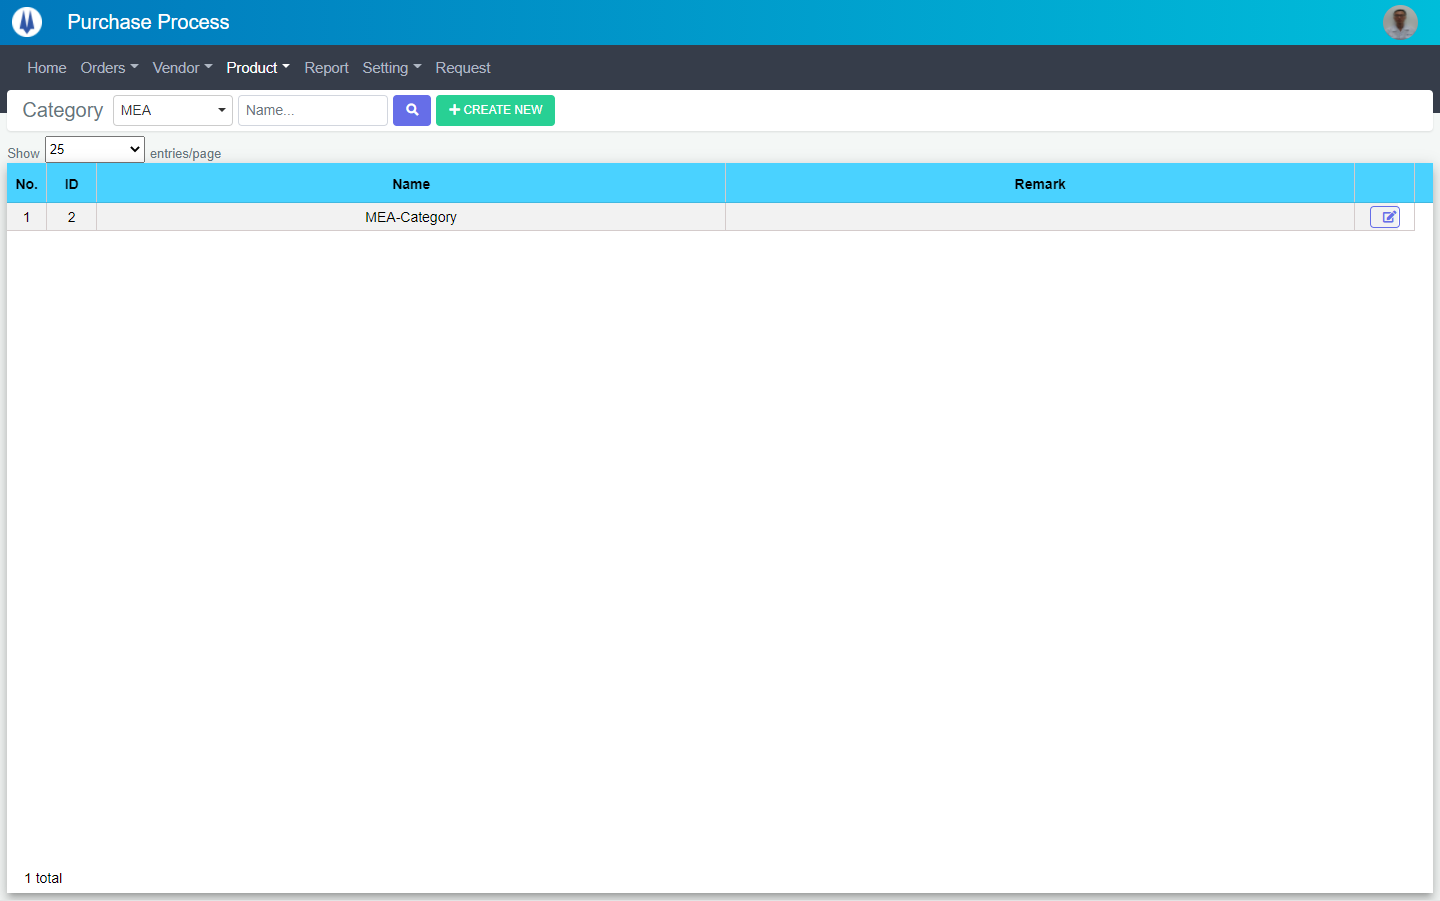 Purchase Process
Home Orders Vendor Product Report Setting Request
Category MEA Name... CREATE NEW
Show 25 entries/page
No. ID Name Remark
1 2 MEA-Category
1 total